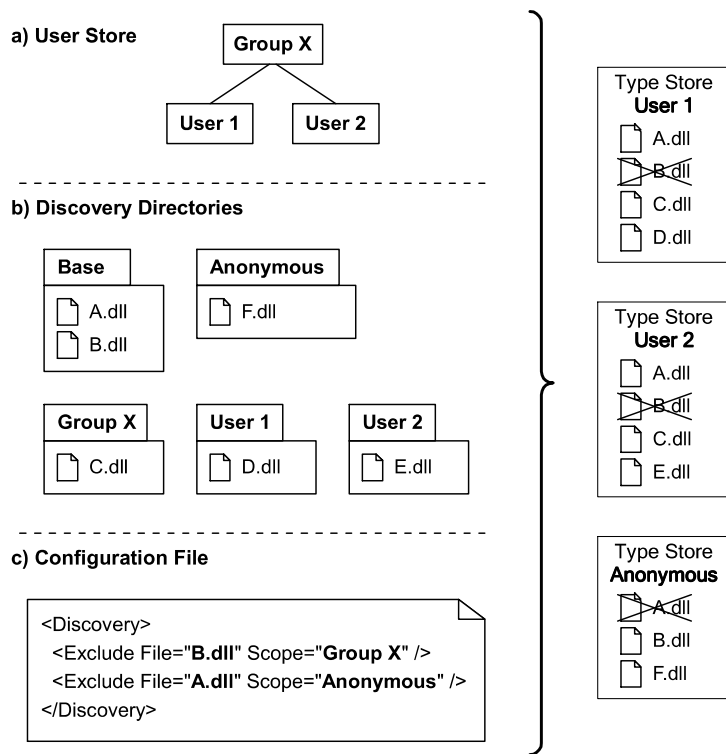 a) User Store
Group X
User 1
User 2
b) Discovery Directories
Base
A.dll
B.dll
Anonymous
F.dll
Group X
C.dll
User 1
D.dll
User 2
E.dll
c) Configuration File
<Discovery>
<Exclude File="B.dll" Scope="Group X" />
<Exclude File="A.dll" Scope="Anonymous" />
</Discovery>
Type Store
User 1
A.dll
B.dll
C.dll
D.dll
Type Store
User 2
A.dll
B.dll
C.dll
E.dll
Type Store
Anonymous
A.dll
B.dll
F.dll